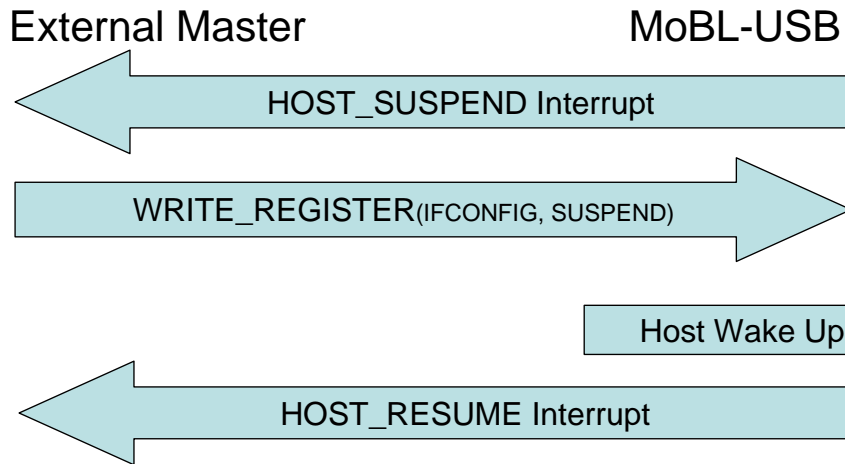 External Master MoBL-USB
HOST_SUSPEND Interrupt
WRITE_REGISTER(IFCONFIG, SUSPEND)
Host Wake Up
HOST_RESUME Interrupt